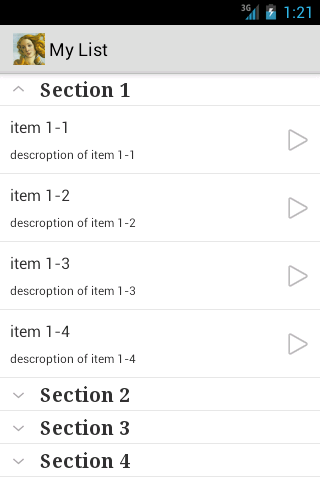 3G 1:21
My List
Section 1
item 1-1
descroption of item 1-1
item 1-2
descroption of item 1-2
item 1-3
descroption of item 1-3
item 1-4
descroption of item 1-4
Section 2
Section 3
Section 4